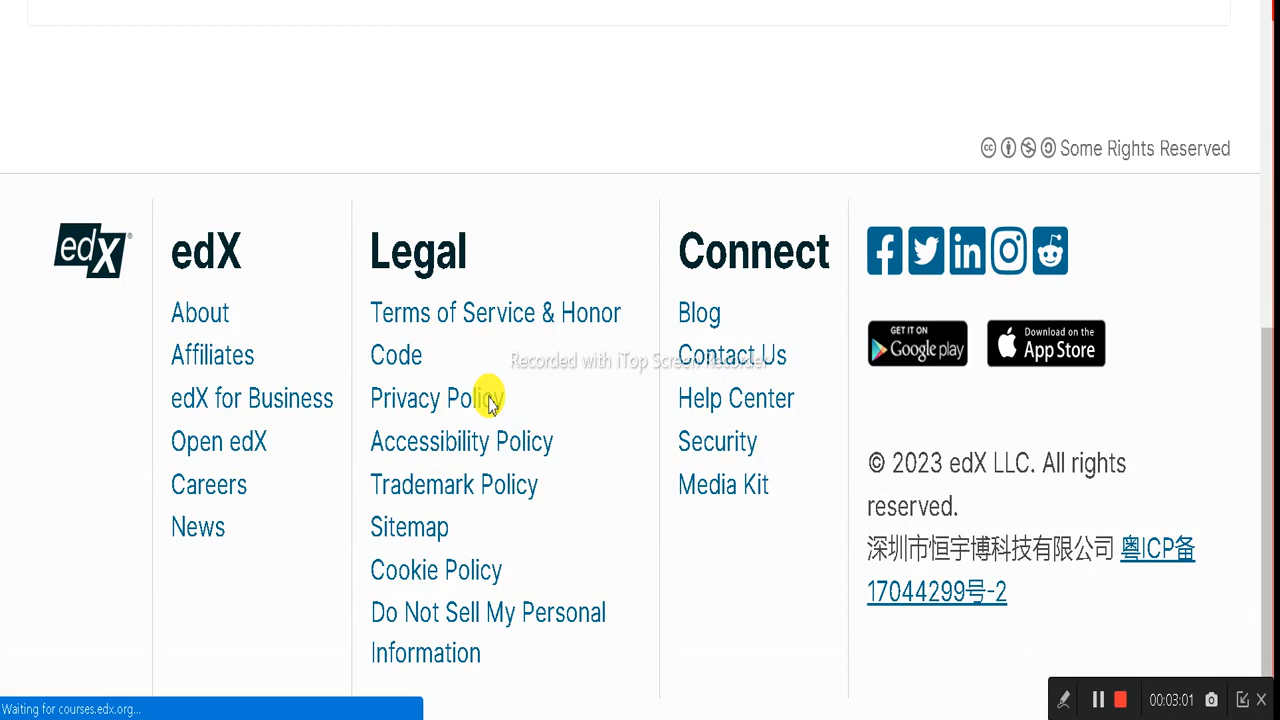 Some Rights Reserved
edX
edX
About
Affiliates
edX for Business
Open edX
Careers
News
Legal
Terms of Service & Honor
Code
Privacy Policy
Accessibility Policy
Trademark Policy
Sitemap
Cookie Policy
Do Not Sell My Personal
Information
Connect
Blog
Contact Us
Help Center
Security
Media Kit
GET IT ON
Google play
Download on the
App Store
© 2023 edX LLC. All rights
reserved.
深圳市恒宇博科技有限公司 粤ICP备
17044299号-2
Recorded with iTop Screen Recorder
Waiting for courses.edx.org...
00:03:01